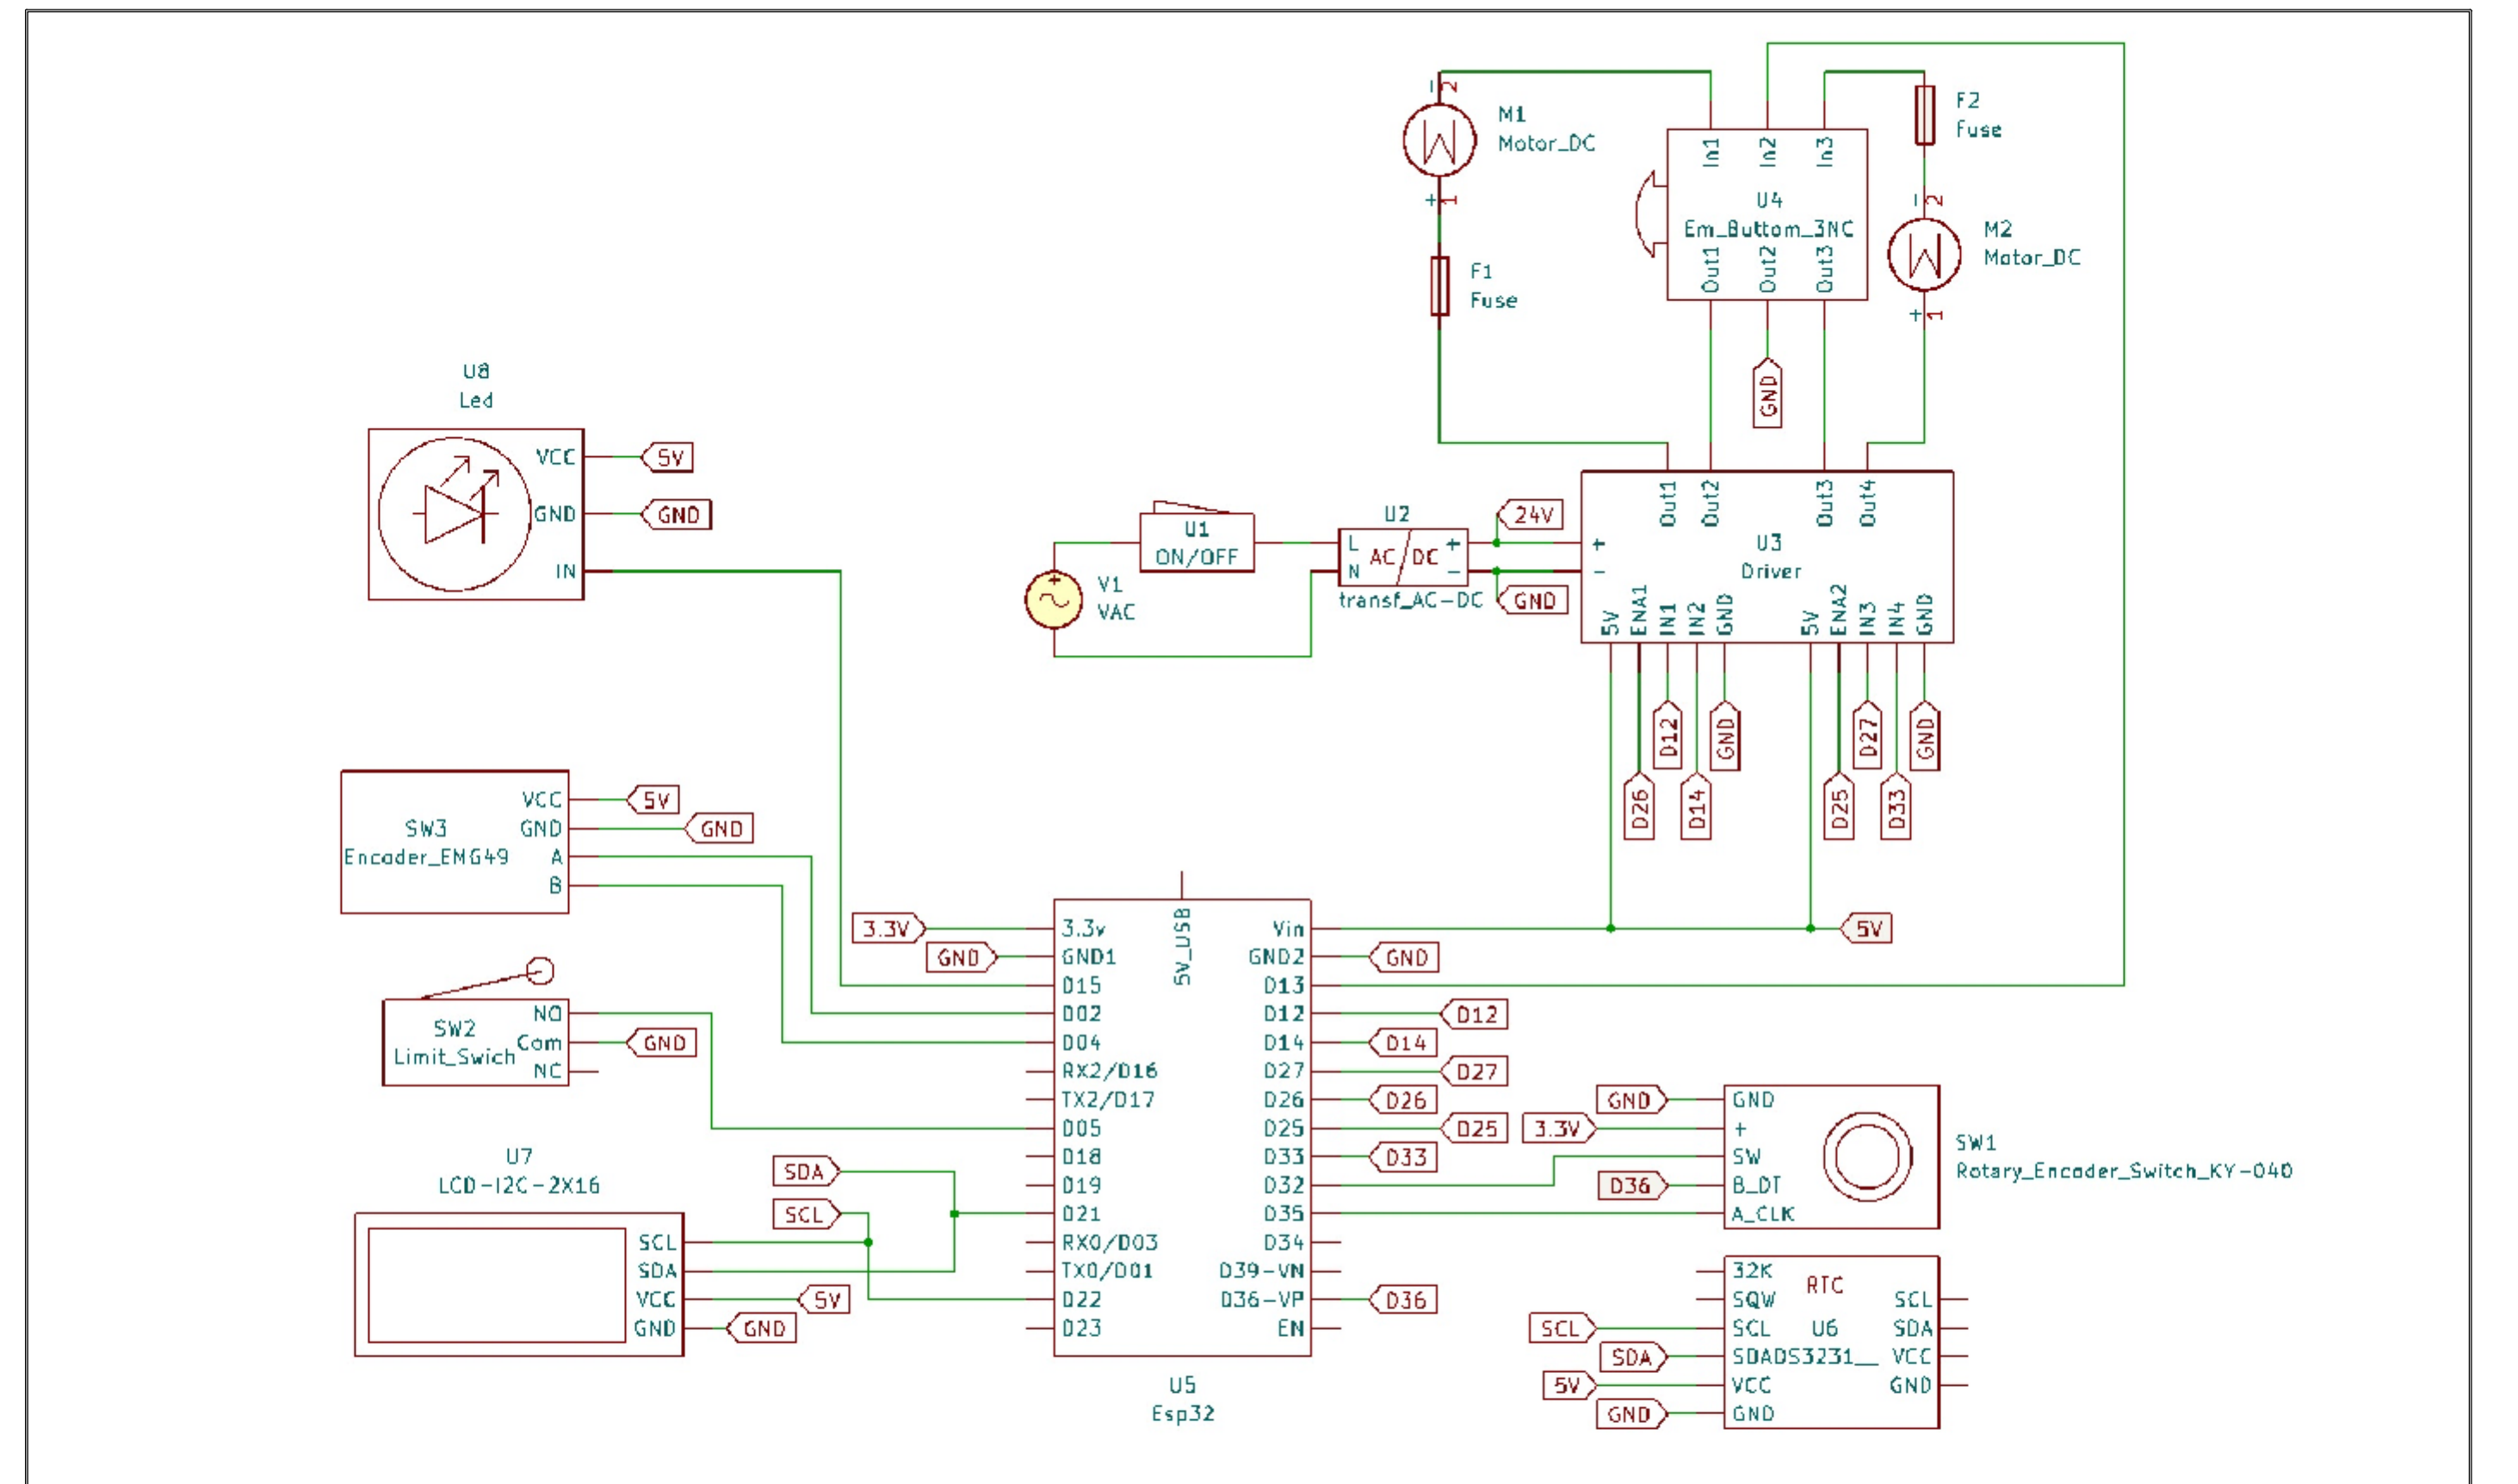 M1
Motor_DC
- 2
+ 1
F1
Fuse
In1
In2
In3
U4
Em_Buttom_3NC
Out1
Out2
Out3
GND
F2
Fuse
- 2
M2
Motor_DC
+ 1
U8
Led
VCC
5V
GND
GND
IN
V1
VAC
U1
ON/OFF
U2
L
N
AC/DC
+
-
transf_AC-DC
24V
GND
Out1
Out2
Out3
Out4
U3
Driver
+
-
5V
ENA1
IN1
IN2
GND
5V
ENA2
IN3
IN4
GND
D26
D12
D14
GND
D25
D27
D33
GND
SW3
Encoder_EMG49
VCC
5V
GND
GND
A
B
SW2
Limit_Swich
NO
Com
GND
NC
U7
LCD-I2C-2X16
SCL
SDA
VCC
5V
GND
GND
SDA
SCL
3.3V
GND
5V_USB
3.3v
GND1
D15
D02
D04
RX2/D16
TX2/D17
D05
D18
D19
D21
RX0/D03
TX0/D01
D22
D23
Vin
GND2
D13
D12
D14
D27
D26
D25
D33
D32
D35
D34
D39-VN
D36-VP
EN
U5
Esp32
5V
GND
D12
D14
D27
D26
D25
D33
D36
GND
3.3V
D36
GND
+
SW
B_DT
A_CLK
SW1
Rotary_Encoder_Switch_KY-040
SCL
SDA
5V
GND
32K
SQW
SCL
SDA
VCC
GND
RTC
U6
DS3231__
SCL
SDA
VCC
GND